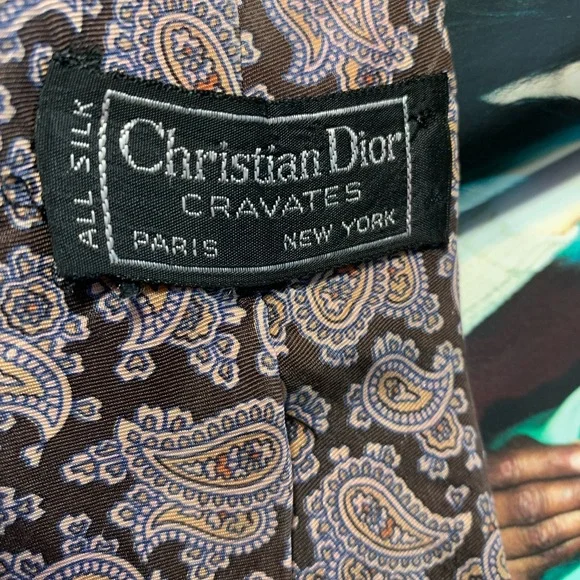 ALL SILK
Christian Dior
CRAVATES
PARIS NEW YORK